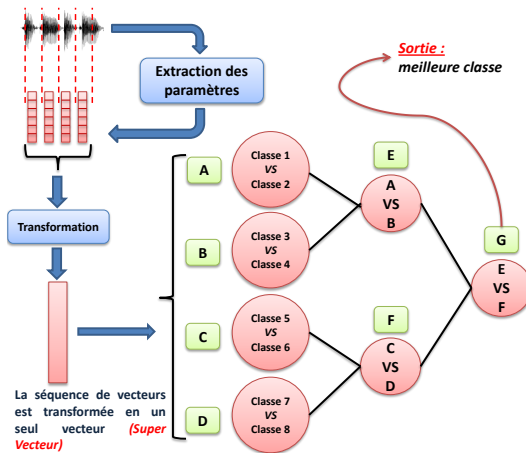 Sortie :
meilleure classe
Extraction des
paramètres
Transformation
La séquence de vecteurs
est transformée en un
seul vecteur (Super
Vecteur)
A
Classe 1
VS
Classe 2
B
Classe 3
VS
Classe 4
C
Classe 5
VS
Classe 6
D
Classe 7
VS
Classe 8
E
A
VS
B
F
C
VS
D
G
E
VS
F